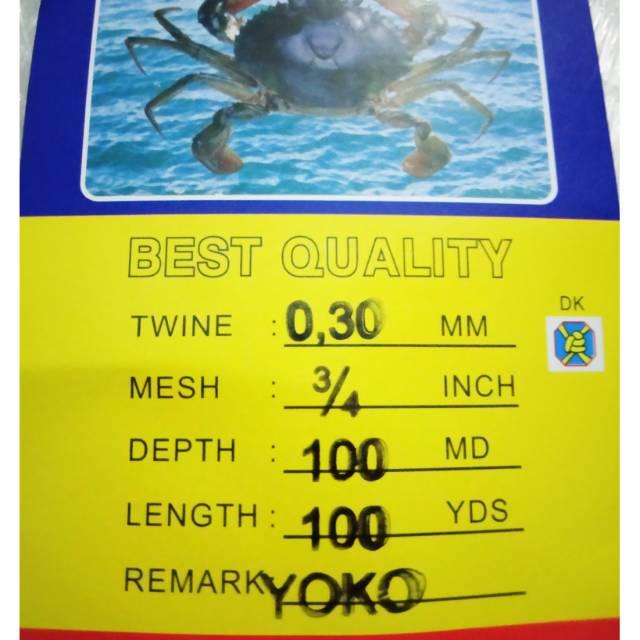 BEST QUALITY
TWINE : 0,30 MM
DK
MESH : 3/4 INCH
DEPTH : 100 MD
LENGTH : 100 YDS
REMARK YOKO